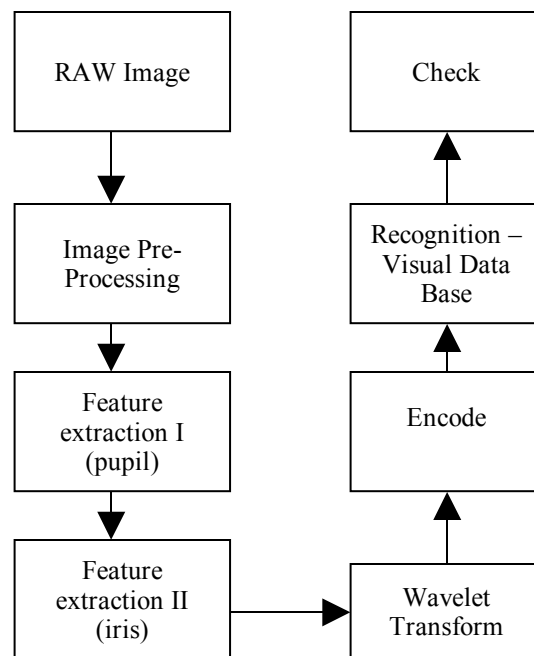 RAW Image
Image Pre-
Processing
Feature
extraction I
(pupil)
Feature
extraction II
(iris)
Wavelet
Transform
Encode
Recognition –
Visual Data
Base
Check